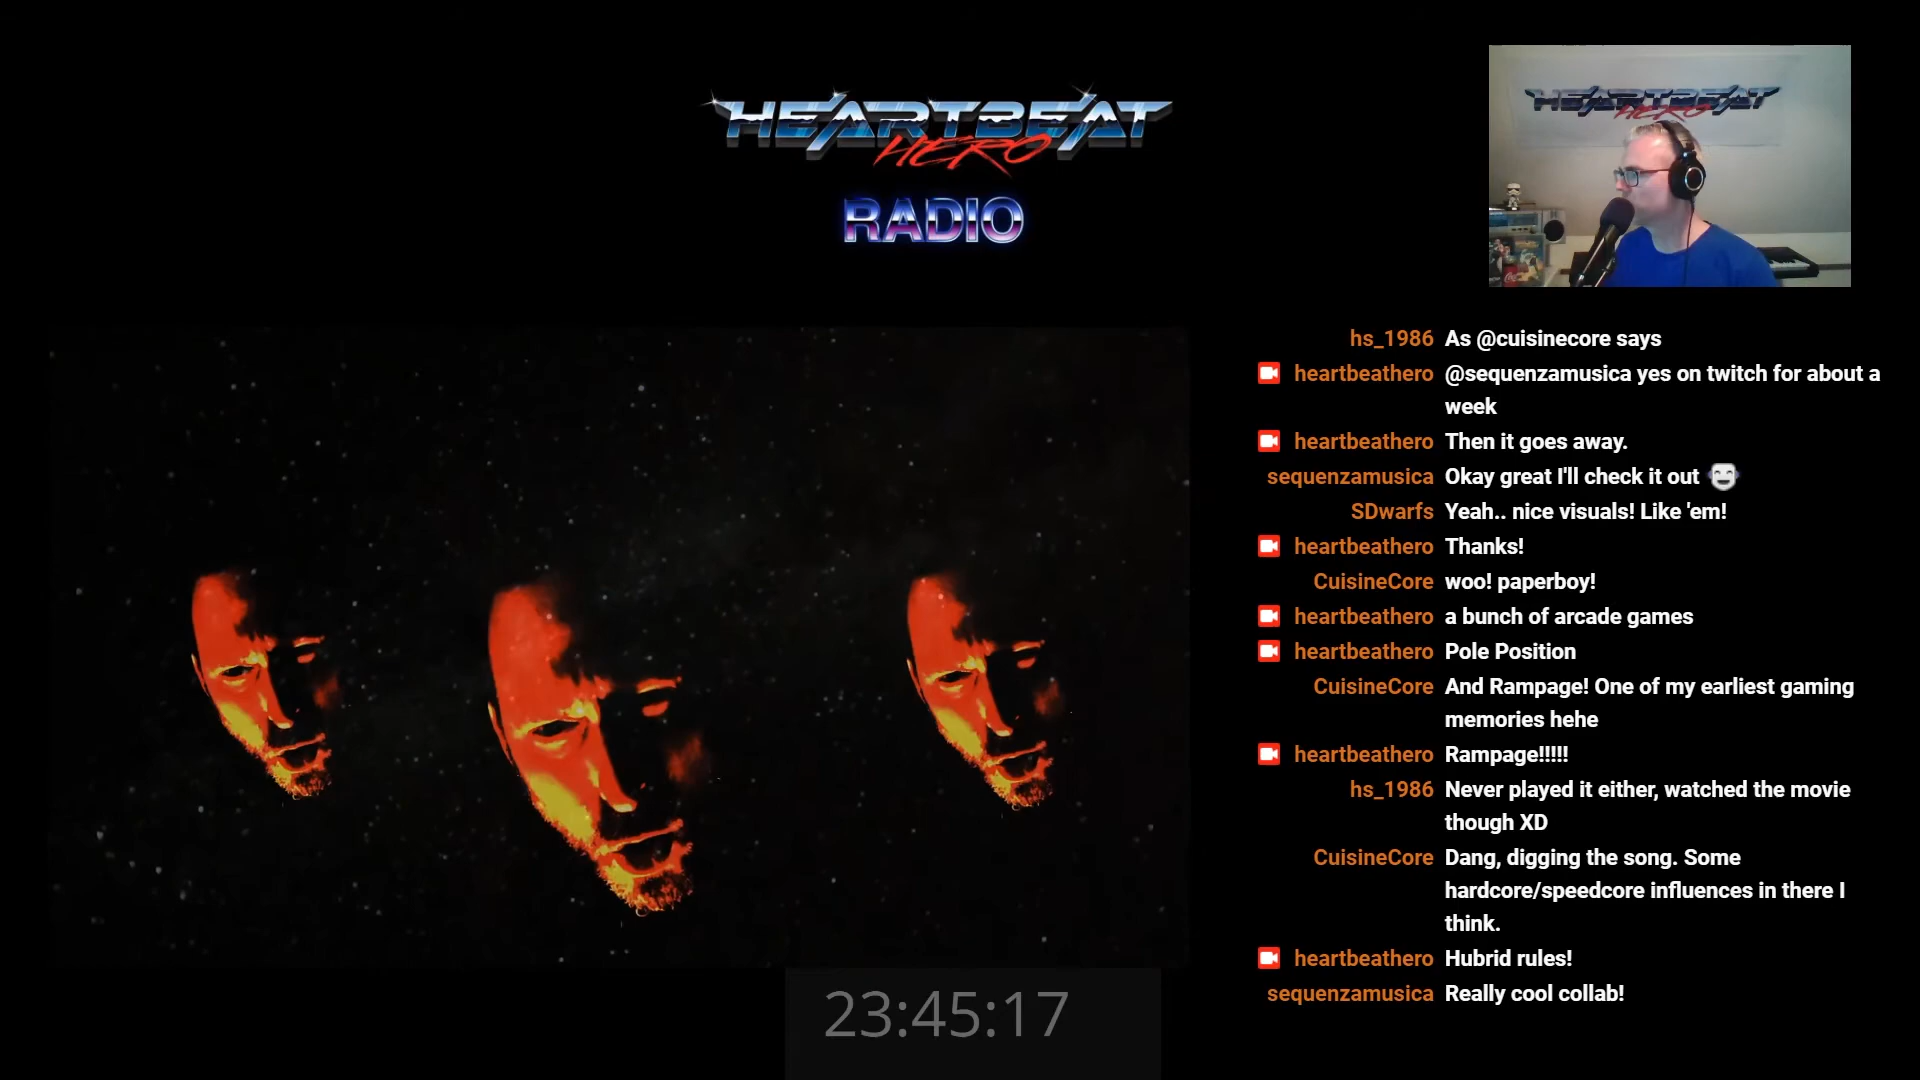 HEARTBEAT
HERO
RADIO
HEARTBEAT
HERO
hs_1986 As @cuisinecore says
heartbeathero @sequenzamusica yes on twitch for about a
week
heartbeathero Then it goes away.
sequenzamusica Okay great I'll check it out
SDwarfs Yeah.. nice visuals! Like 'em!
heartbeathero Thanks!
CuisineCore woo! paperboy!
heartbeathero a bunch of arcade games
heartbeathero Pole Position
CuisineCore And Rampage! One of my earliest gaming
memories hehe
heartbeathero Rampage!!!!!
hs_1986 Never played it either, watched the movie
though XD
CuisineCore Dang, digging the song. Some
hardcore/speedcore influences in there I
think.
heartbeathero Hubrid rules!
sequenzamusica Really cool collab!
23:45:17